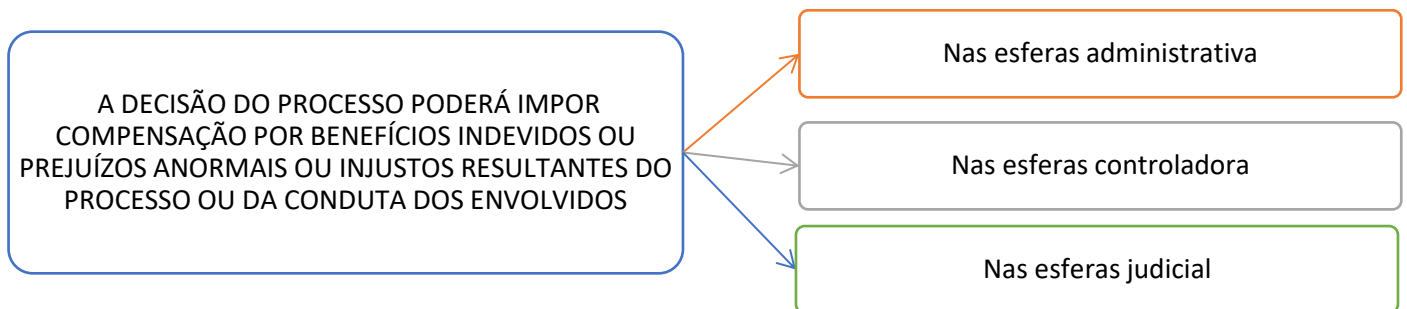 A DECISÃO DO PROCESSO PODERÁ IMPOR
COMPENSAÇÃO POR BENEFÍCIOS INDEVIDOS OU
PREJUÍZOS ANORMAIS OU INJUSTOS RESULTANTES DO
PROCESSO OU DA CONDUTA DOS ENVOLVIDOS
Nas esferas administrativa
Nas esferas controladora
Nas esferas judicial